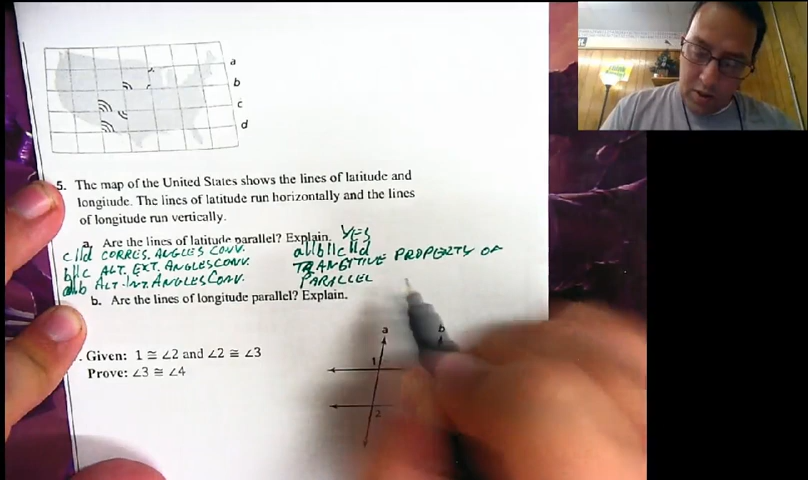 a
b
c
d
5. The map of the United States shows the lines of latitude and
longitude. The lines of latitude run horizontally and the lines
of longitude run vertically.
a. Are the lines of latitude parallel? Explain. YES
c||d CORRES. ANGLES CONV. a||b||c||d
b||c ALT. EXT. ANGLES CONV. TRANSITIVE PROPERTY OF
a||b ALT. INT. ANGLES CONV. PARALLEL
b. Are the lines of longitude parallel? Explain.
Given: 1 ≅ ∠2 and ∠2 ≅ ∠3
Prove: ∠3 ≅ ∠4
a b
1
2